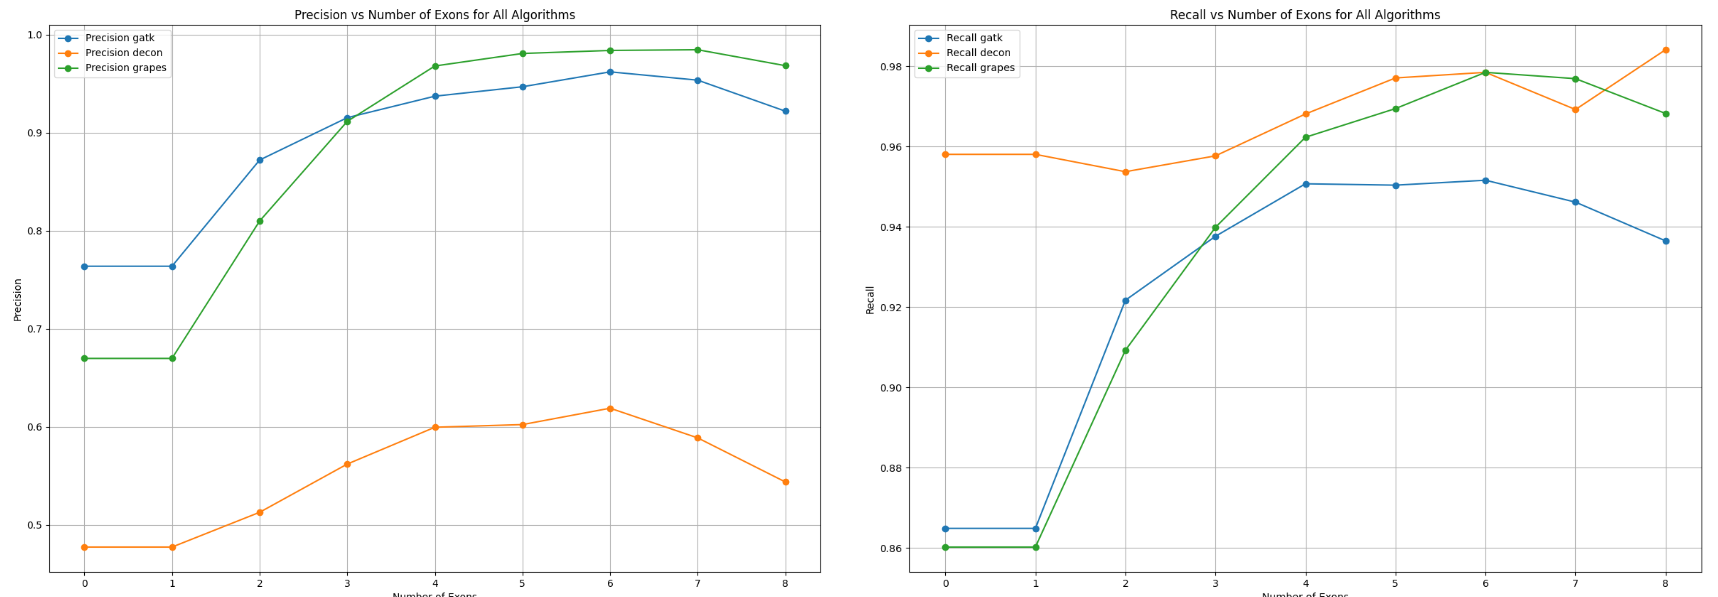 Precision vs Number of Exons for All Algorithms
Precision gatk
Precision decon
Precision grapes
1.0
0.9
0.8
0.7
0.6
0.5
Precision
0 1 2 3 4 5 6 7 8
Number of Exons
Recall vs Number of Exons for All Algorithms
Recall gatk
Recall decon
Recall grapes
0.98
0.96
0.94
0.92
0.90
0.88
0.86
Recall
0 1 2 3 4 5 6 7 8
Number of Exons